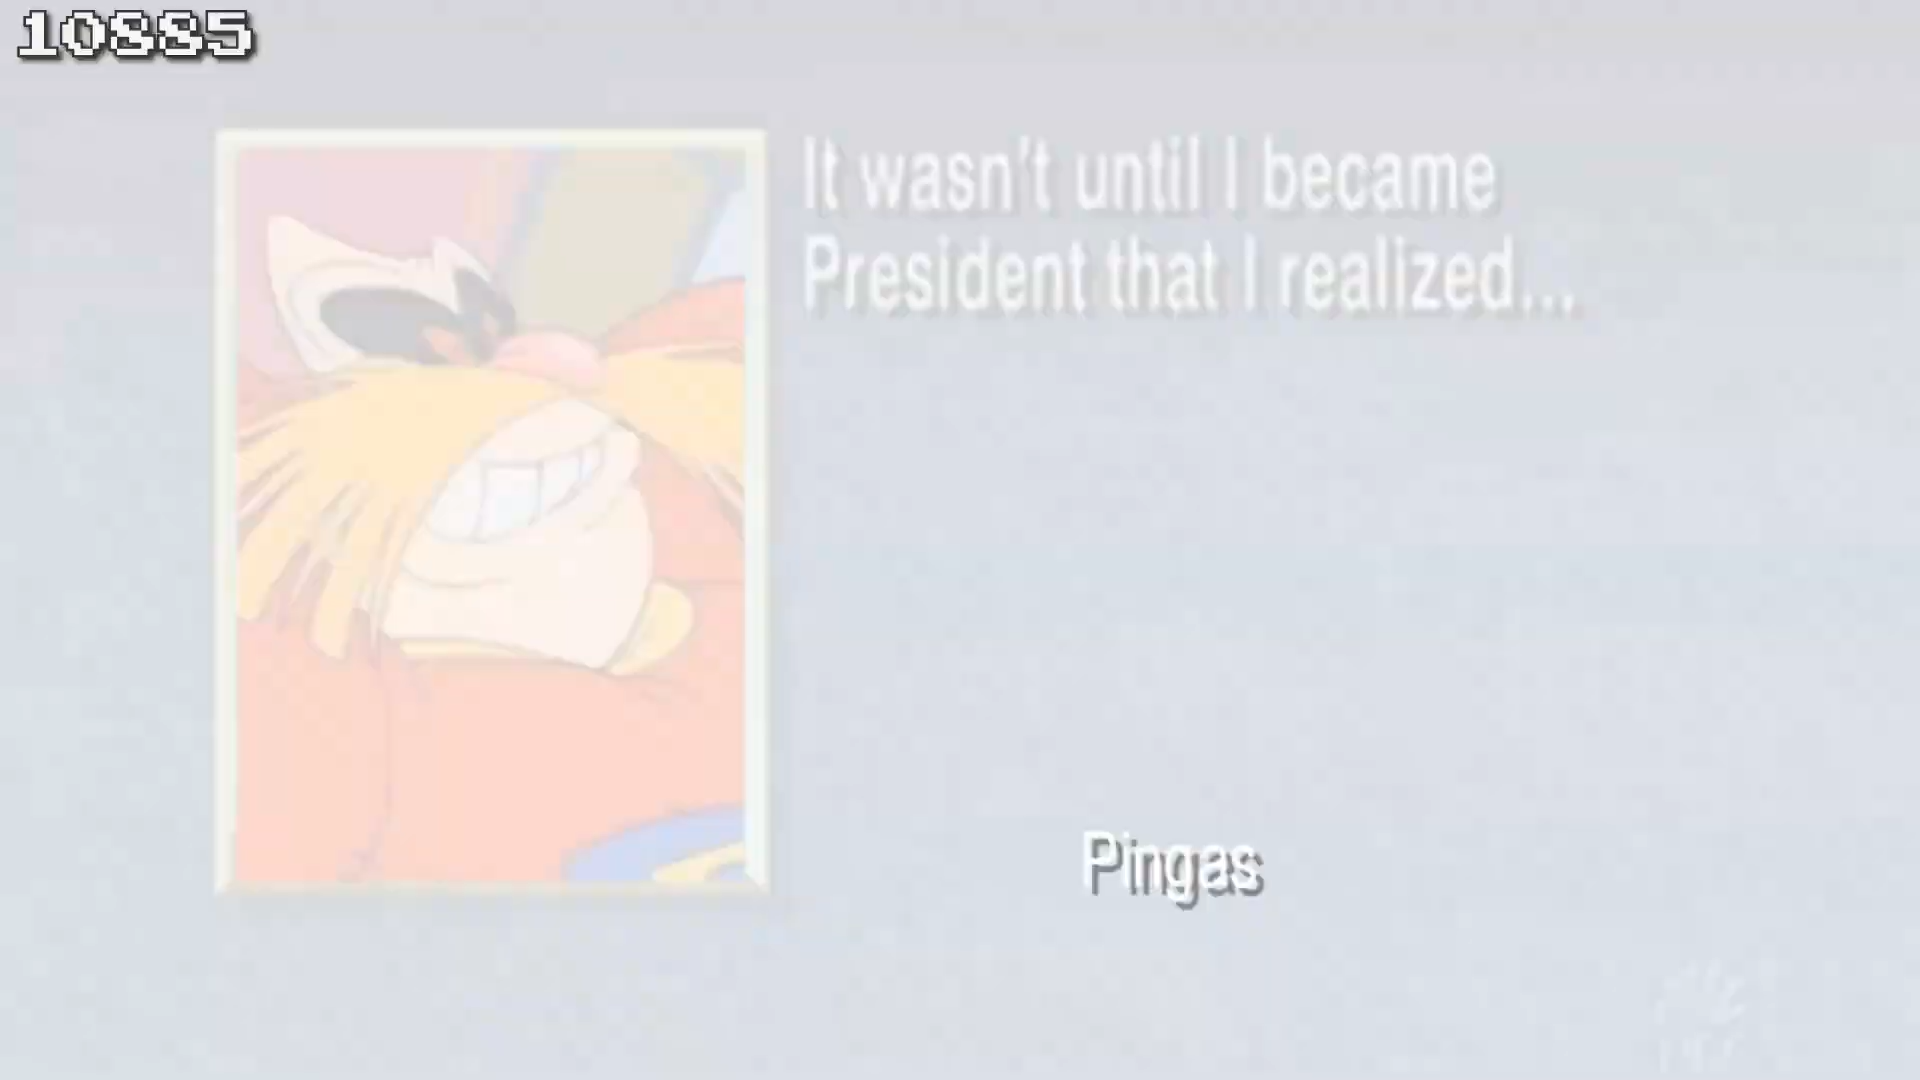 10885
It wasn't until I became
President that I realized...
Pingas